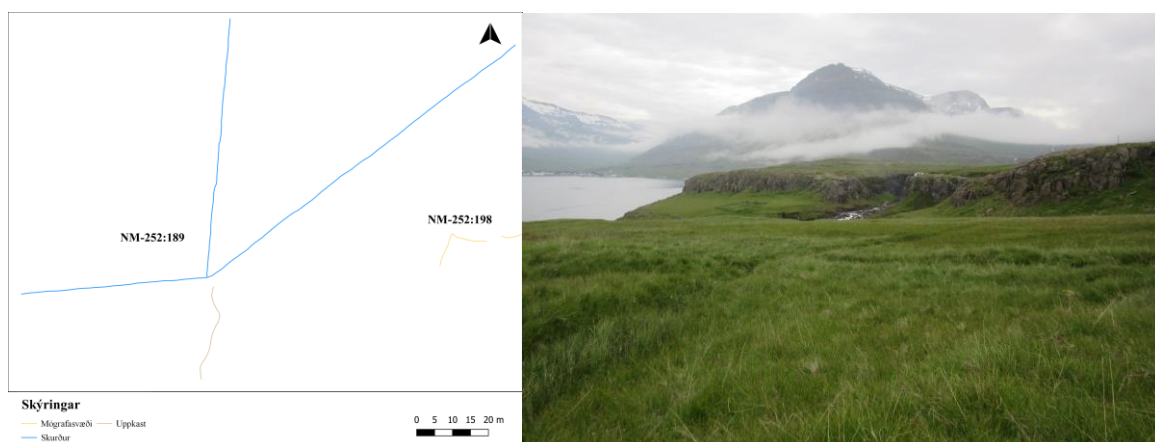 NM-252:198
NM-252:189
Skýringar
Mógrafasvæði Uppkast
Skurður
0 5 10 15 20 m